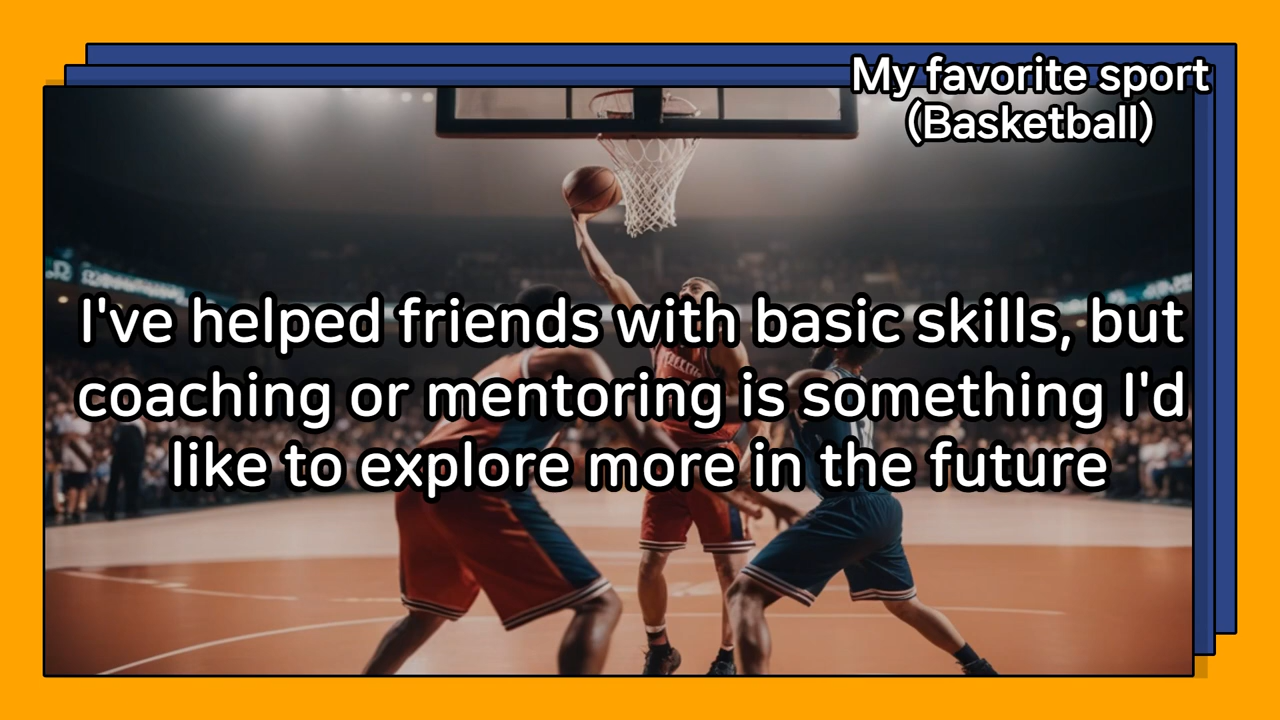 My favorite sport
(Basketball)
I've helped friends with basic skills, but
coaching or mentoring is something I'd
like to explore more in the future